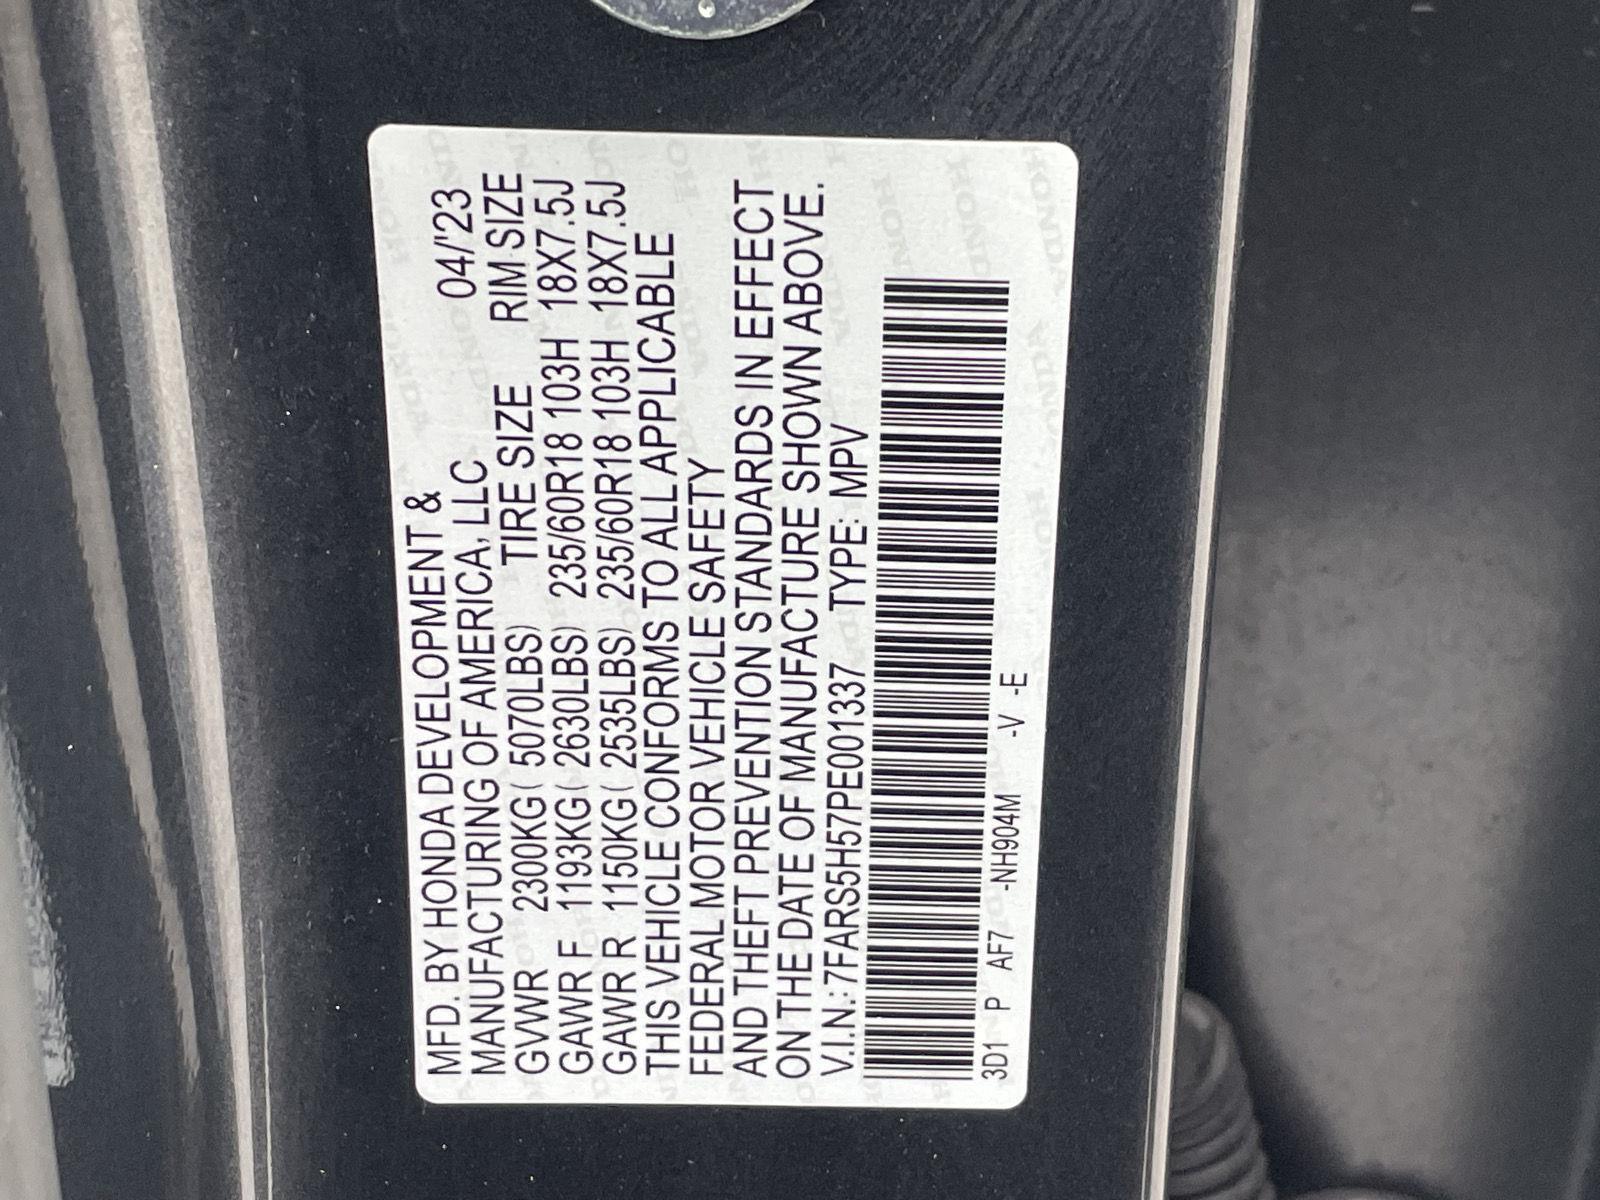 MFD. BY HONDA DEVELOPMENT &
MANUFACTURING OF AMERICA, LLC 04/'23
GVWR 2300KG( 5070LBS) TIRE SIZE RIM SIZE
GAWR F 1193KG( 2630LBS) 235/60R18 103H 18X7.5J
GAWR R 1150KG( 2535LBS) 235/60R18 103H 18X7.5J
THIS VEHICLE CONFORMS TO ALL APPLICABLE
FEDERAL MOTOR VEHICLE SAFETY
AND THEFT PREVENTION STANDARDS IN EFFECT
ON THE DATE OF MANUFACTURE SHOWN ABOVE.
V.I.N.: 7FARS5H57PE001337 TYPE: MPV
3D1 P AF7 -NH904M -V -E